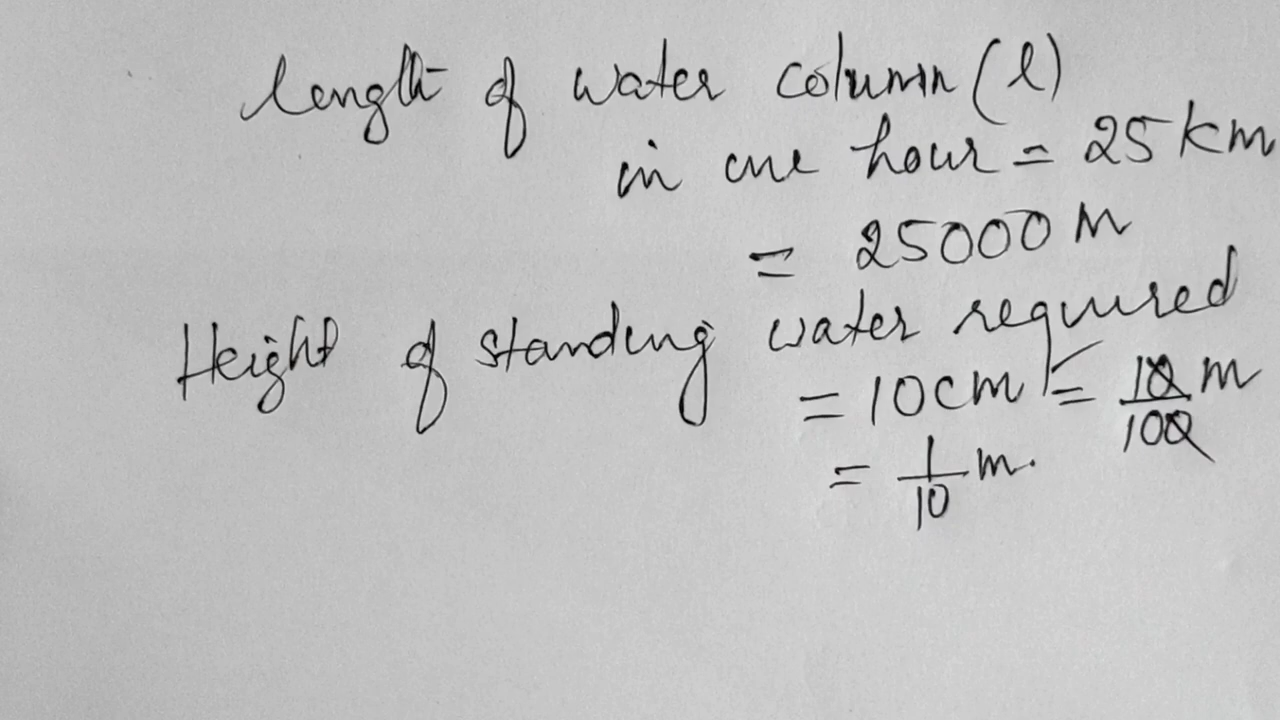 length of water column (l)
in one hour = 25 km
= 25000 m
Height of standing water required
= 10 cm = 10/100 m
= 1/10 m.